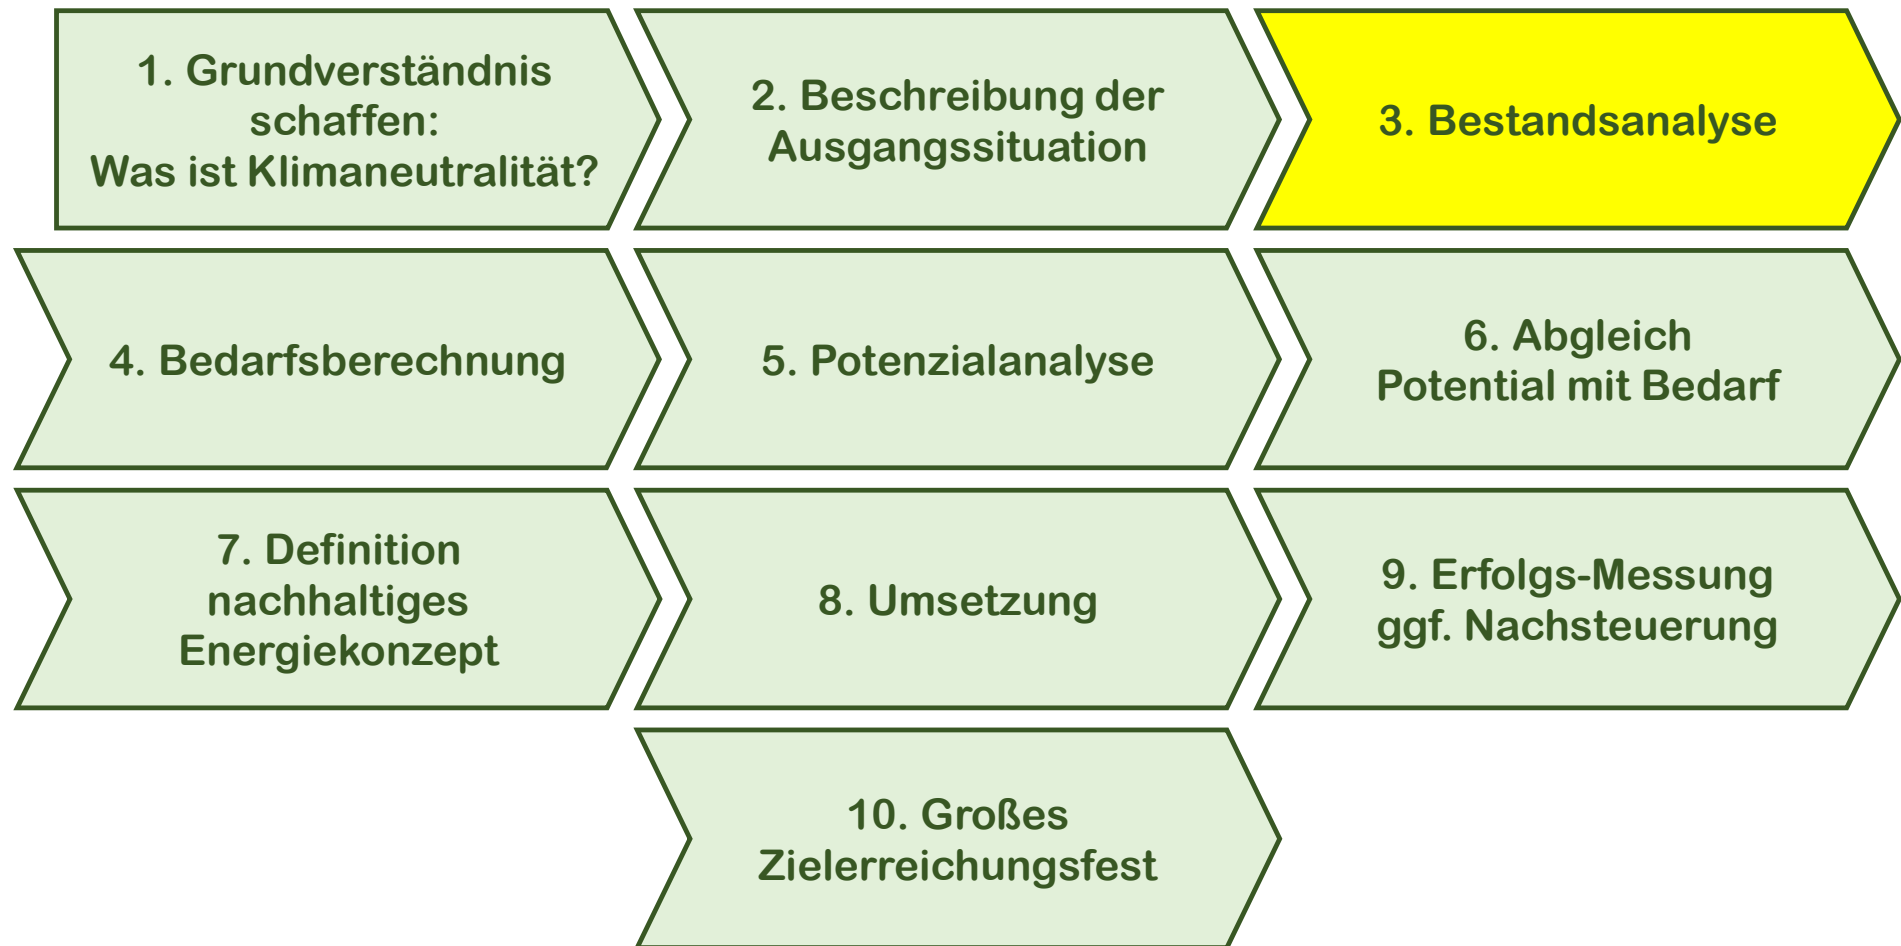 1. Grundverständnis
schaffen:
Was ist Klimaneutralität?
2. Beschreibung der
Ausgangssituation
3. Bestandsanalyse
4. Bedarfsberechnung
5. Potenzialanalyse
6. Abgleich
Potential mit Bedarf
7. Definition
nachhaltiges
Energiekonzept
8. Umsetzung
9. Erfolgs-Messung
ggf. Nachsteuerung
10. Großes
Zielerreichungsfest